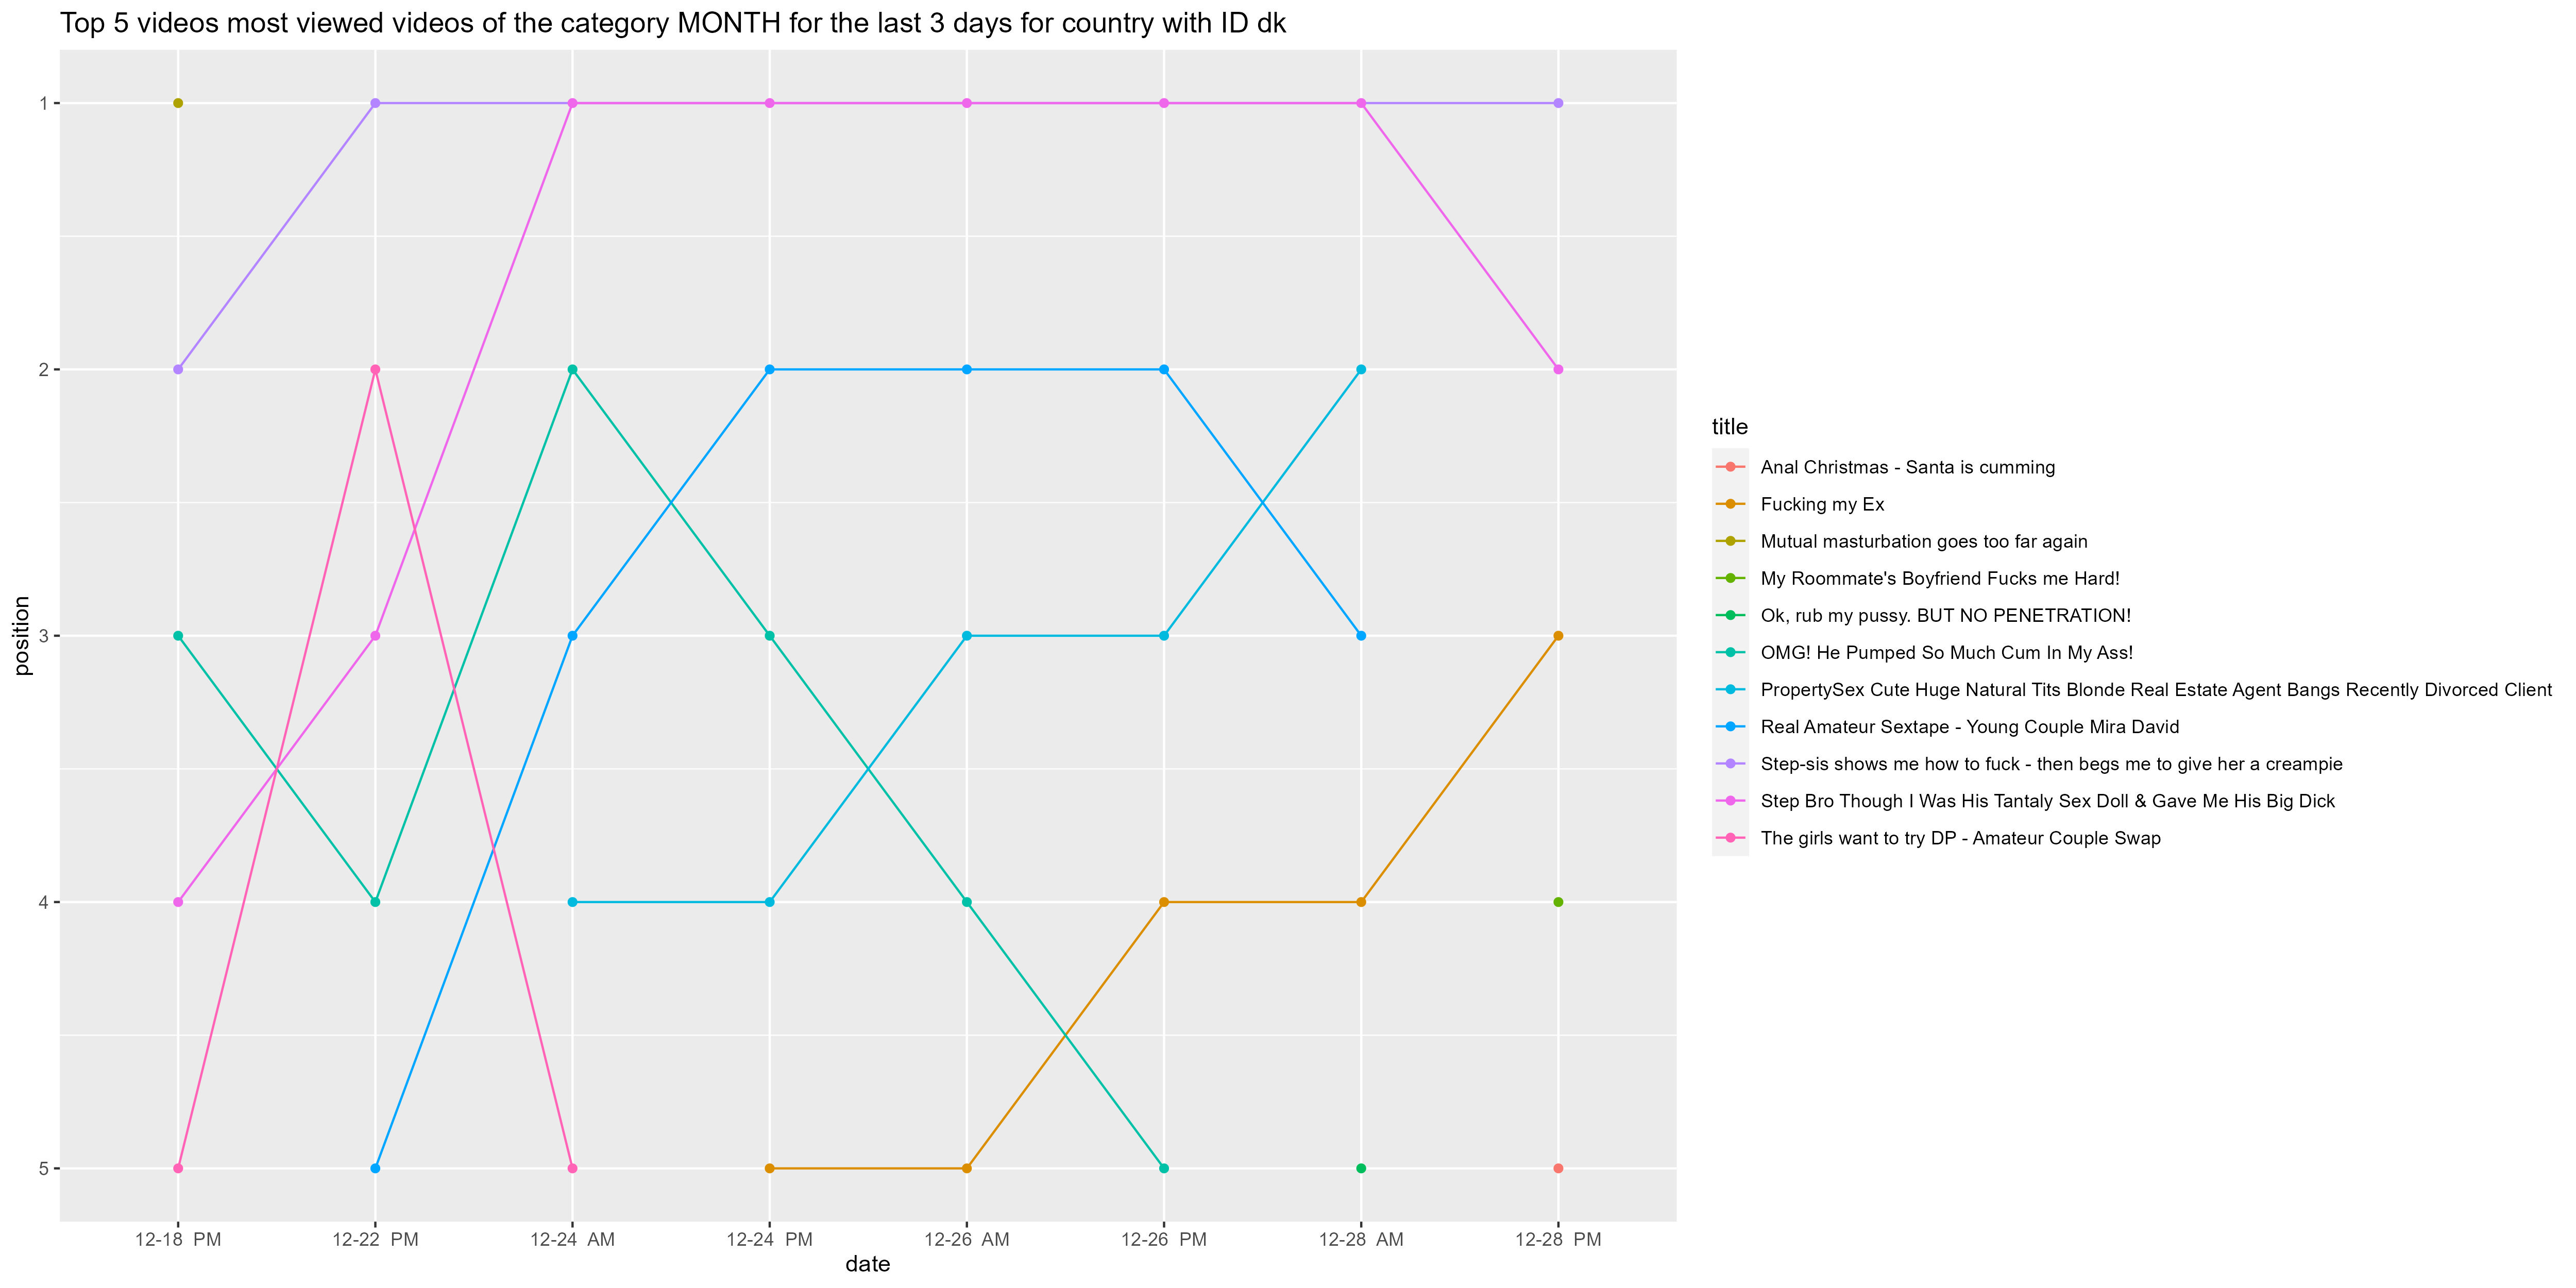 Top 5 videos most viewed videos of the category MONTH for the last 3 days for country with ID dk
1
2
3
4
5
position
12-18 PM
12-22 PM
12-24 AM
12-24 PM
12-26 AM
12-26 PM
12-28 AM
12-28 PM
date
title
Anal Christmas - Santa is cumming
Fucking my Ex
Mutual masturbation goes too far again
My Roommate's Boyfriend Fucks me Hard!
Ok, rub my pussy. BUT NO PENETRATION!
OMG! He Pumped So Much Cum In My Ass!
PropertySex Cute Huge Natural Tits Blonde Real Estate Agent Bangs Recently Divorced Client
Real Amateur Sextape - Young Couple Mira David
Step-sis shows me how to fuck - then begs me to give her a creampie
Step Bro Though I Was His Tantaly Sex Doll & Gave Me His Big Dick
The girls want to try DP - Amateur Couple Swap